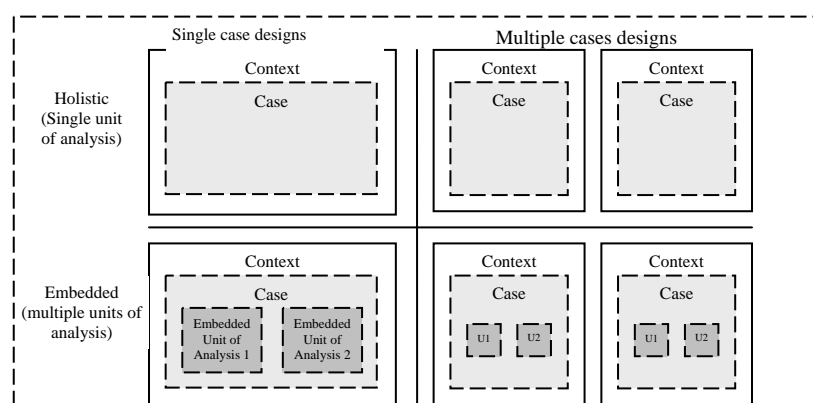 Single case designs
Multiple cases designs
Holistic
(Single unit
of analysis)
Context
Case
Context
Case
Context
Case
Embedded
(multiple units of
analysis)
Context
Case
Embedded
Unit of
Analysis 1
Embedded
Unit of
Analysis 2
Context
Case
U1
U2
Context
Case
U1
U2